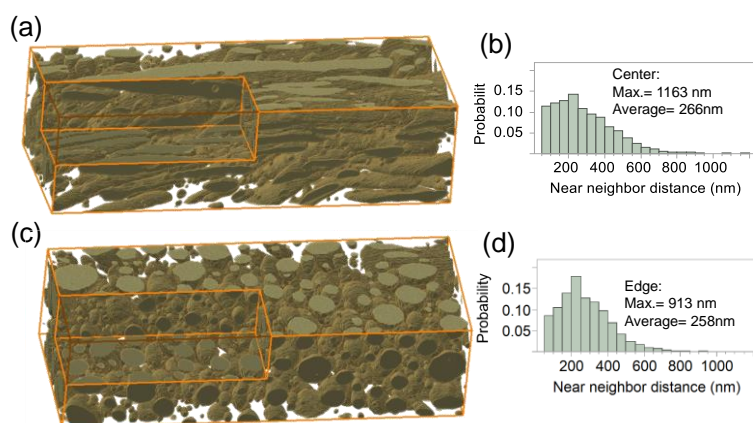 (a)
(b)
Probabilit
0.15
0.10
0.05
Center:
Max.= 1163 nm
Average= 266nm
200 400 600 800 1000
Near neighbor distance (nm)
(c)
(d)
Probability
0.15
0.10
0.05
Edge:
Max.= 913 nm
Average= 258nm
200 400 600 800 1000
Near neighbor distance (nm)